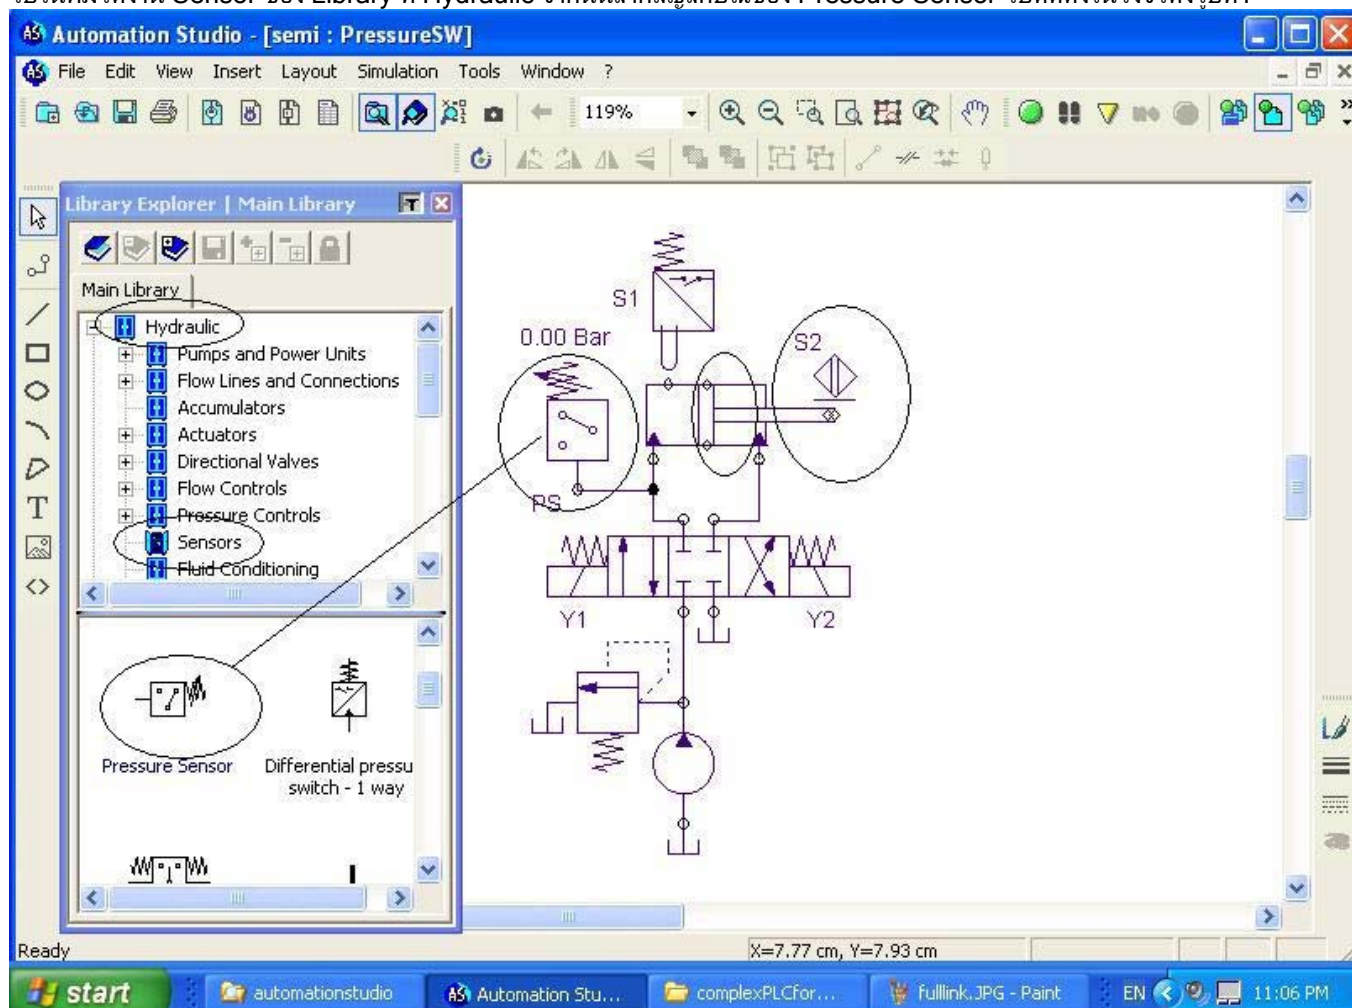 Automation Studio - [semi : PressureSW]
File Edit View Insert Layout Simulation Tools Window ?
119%
Library Explorer | Main Library
Main Library
Hydraulic
Pumps and Power Units
Flow Lines and Connections
Accumulators
Actuators
Directional Valves
Flow Controls
Pressure Controls
Sensors
Fluid Conditioning
Pressure Sensor
Differential pressu
switch - 1 way
S1
0.00 Bar
S2
PS
Y1
Y2
Ready
X=7.77 cm, Y=7.93 cm
start
automationstudio
Automation Stu...
complexPLCfor...
fulllink.JPG - Paint
EN
11:06 PM